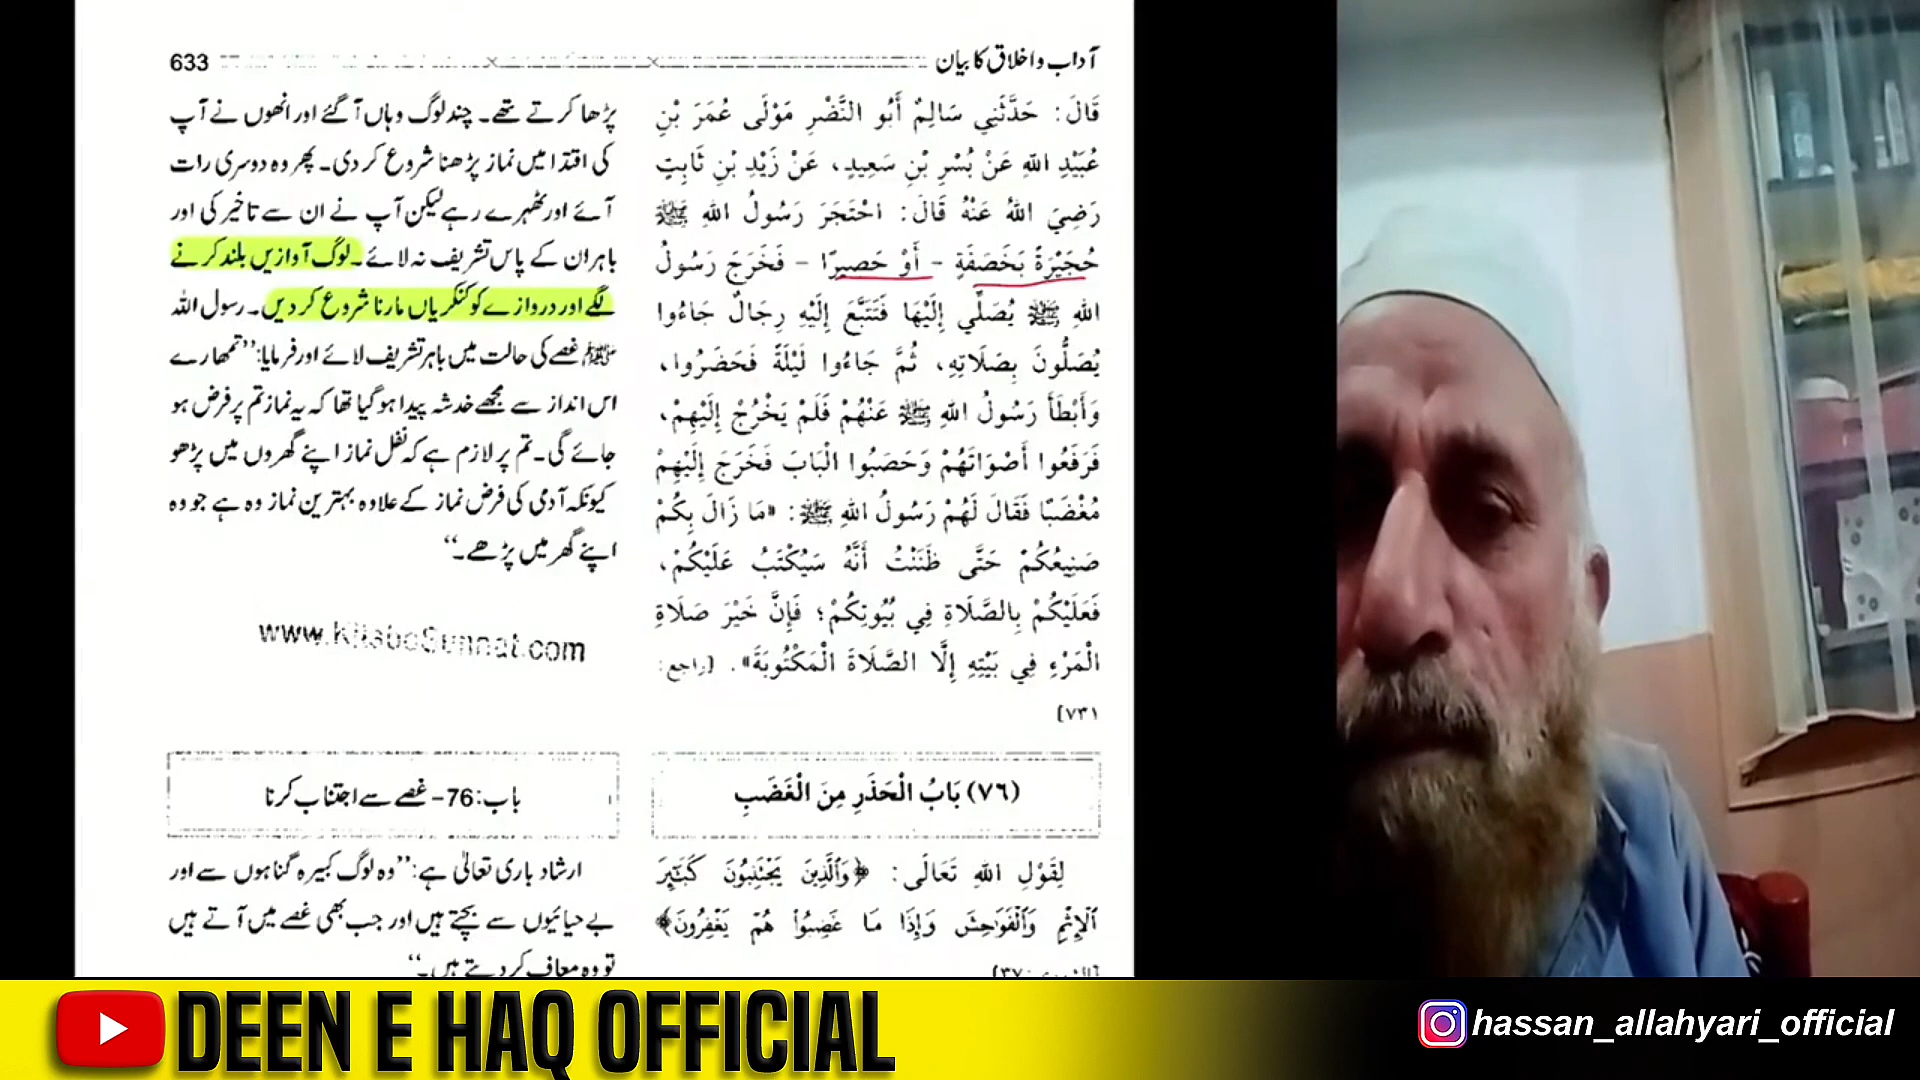 آداب و اخلاق کا بیان 633
قَالَ: حَدَّثَنِي سَالِمٌ أَبُو النَّضْرِ مَوْلَى عُمَرَ بْنِ
عُبَيْدِ اللهِ عَنْ بُسْرِ بْنِ سَعِيدٍ، عَنْ زَيْدِ بْنِ ثَابِتٍ
رَضِيَ اللهُ عَنْهُ قَالَ: احْتَجَرَ رَسُولُ اللهِ ﷺ
حُجَيْرَةً بِخَصَفَةٍ - أَوْ حَصِيرًا - فَخَرَجَ رَسُولُ
اللهِ ﷺ يُصَلِّي إِلَيْهَا فَتَتَبَّعَ إِلَيْهِ رِجَالٌ جَاءُوا
يُصَلُّونَ بِصَلَاتِهِ، ثُمَّ جَاءُوا لَيْلَةً فَحَضَرُوا،
وَأَبْطَأَ رَسُولُ اللهِ ﷺ عَنْهُمْ فَلَمْ يَخْرُجْ إِلَيْهِمْ،
فَرَفَعُوا أَصْوَاتَهُمْ وَحَصَبُوا الْبَابَ فَخَرَجَ إِلَيْهِمْ
مُغْضَبًا فَقَالَ لَهُمْ رَسُولُ اللهِ ﷺ: «مَا زَالَ بِكُمْ
صَنِيعُكُمْ حَتَّى ظَنَنْتُ أَنَّهُ سَيُكْتَبُ عَلَيْكُمْ،
فَعَلَيْكُمْ بِالصَّلَاةِ فِي بُيُوتِكُمْ؛ فَإِنَّ خَيْرَ صَلَاةِ
الْمَرْءِ فِي بَيْتِهِ إِلَّا الصَّلَاةَ الْمَكْتُوبَةَ». [راجع:
٧٣١]
پڑھا کرتے تھے۔ چند لوگ وہاں آگئے اور انھوں نے آپ
کی اقتدا میں نماز پڑھنا شروع کر دی۔ پھر وہ دوسری رات
آئے اور ٹھہرے رہے لیکن آپ نے ان سے تاخیر کی اور
باہر ان کے پاس تشریف نہ لائے۔ لوگ آوازیں بلند کرنے
لگے اور دروازے کو کنکریاں مارنا شروع کر دیں۔ رسول اللہ
ﷺ غصے کی حالت میں باہر تشریف لائے اور فرمایا: ”تمھارے
اس انداز سے مجھے خدشہ پیدا ہو گیا تھا کہ یہ نماز تم پر فرض ہو
جائے گی۔ تم پر لازم ہے کہ نفل نماز اپنے گھروں میں پڑھو
کیونکہ آدمی کی فرض نماز کے علاوہ بہترین نماز وہ ہے جو وہ
اپنے گھر میں پڑھے۔“
www.KitaboSunnat.com
(٧٦) بَابُ الْحَذَرِ مِنَ الْغَضَبِ
باب: 76- غصے سے اجتناب کرنا
لِقَوْلِ اللهِ تَعَالَى: ﴿وَالَّذِينَ يَجْتَنِبُونَ كَبَائِرَ
الْإِثْمِ وَالْفَوَاحِشَ وَإِذَا مَا غَضِبُوا هُمْ يَغْفِرُونَ﴾
ارشاد باری تعالیٰ ہے: ”وہ لوگ کبیرہ گناہوں سے اور
بے حیائیوں سے بچتے ہیں اور جب بھی غصے میں آتے ہیں
تو وہ معاف کر دیتے ہیں۔“
DEEN E HAQ OFFICIAL
hassan_allahyari_official